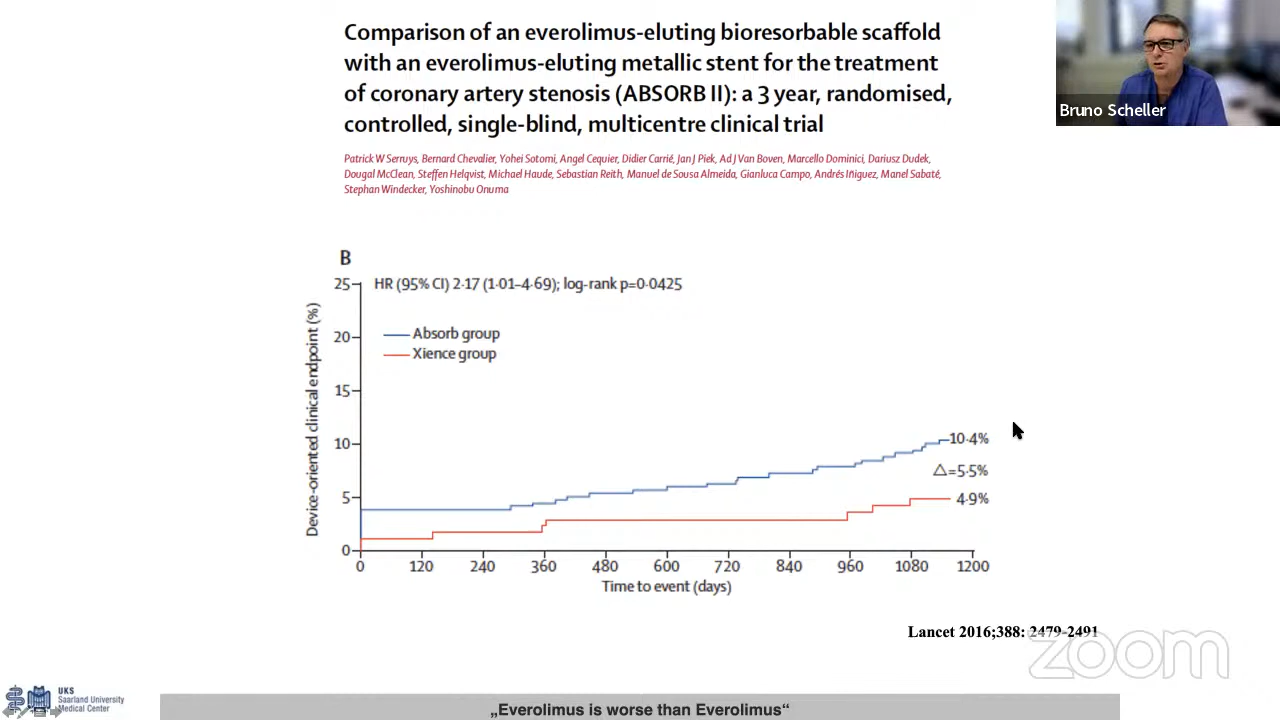 Comparison of an everolimus-eluting bioresorbable scaffold
with an everolimus-eluting metallic stent for the treatment
of coronary artery stenosis (ABSORB II): a 3 year, randomised,
controlled, single-blind, multicentre clinical trial
Bruno Scheller
Patrick W Serruys, Bernard Chevalier, Yohei Sotomi, Angel Cequier, Didier Carrié, Jan J Piek, Ad J Van Boven, Marcello Dominici, Dariusz Dudek,
Dougal McClean, Steffen Helqvist, Michael Haude, Sebastian Reith, Manuel de Sousa Almeida, Gianluca Campo, Andrés Iñiguez, Manel Sabaté,
Stephan Windecker, Yoshinobu Onuma
B
HR (95% CI) 2·17 (1·01–4·69); log-rank p=0·0425
Absorb group
Xience group
Device-oriented clinical endpoint (%)
25
20
15
10
5
0
10·4%
△=5·5%
4·9%
0 120 240 360 480 600 720 840 960 1080 1200
Time to event (days)
Lancet 2016;388: 2479-2491
zoom
UKS
Saarland University
Medical Center
„Everolimus is worse than Everolimus“